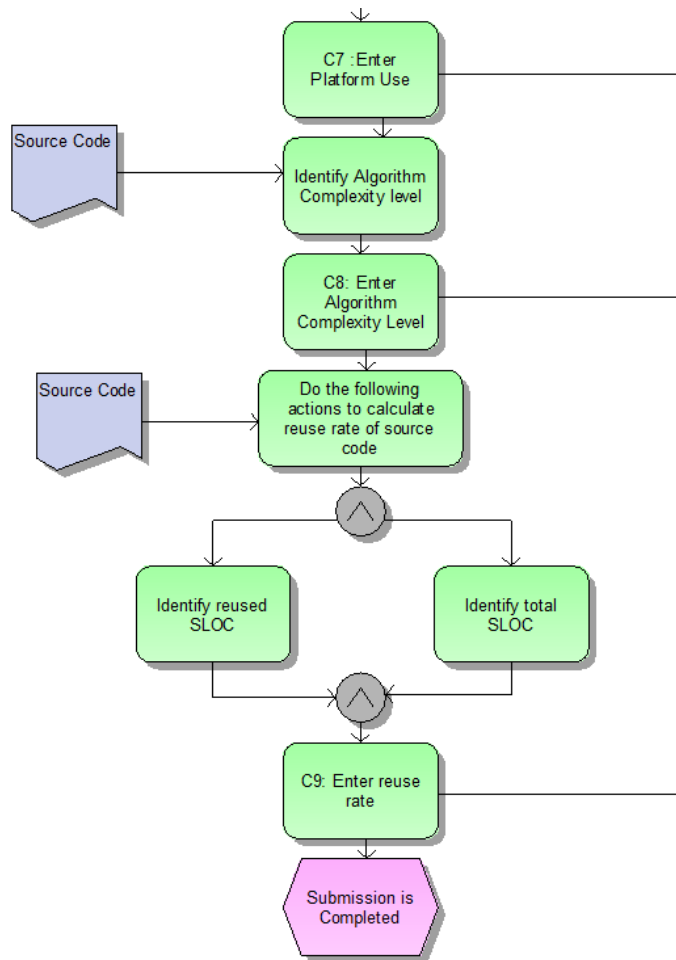 C7 :Enter
Platform Use
Source Code
Identify Algorithm
Complexity level
C8: Enter
Algorithm
Complexity Level
Source Code
Do the following
actions to calculate
reuse rate of source
code
Identify reused
SLOC
Identify total
SLOC
C9: Enter reuse
rate
Submission is
Completed